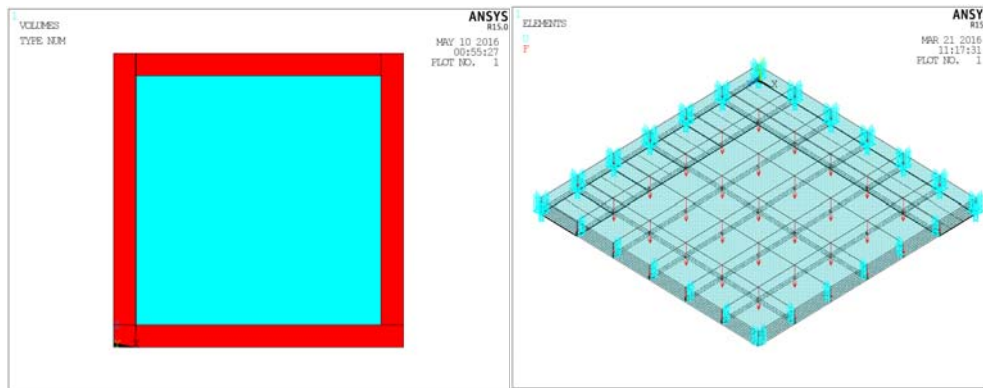 1
VOLUMES
TYPE NUM
ANSYS
R15.0
MAY 10 2016
00:55:27
PLOT NO. 1
1
ELEMENTS
U
F
ANSY
R15
MAR 21 2016
11:17:31
PLOT NO. 1
X